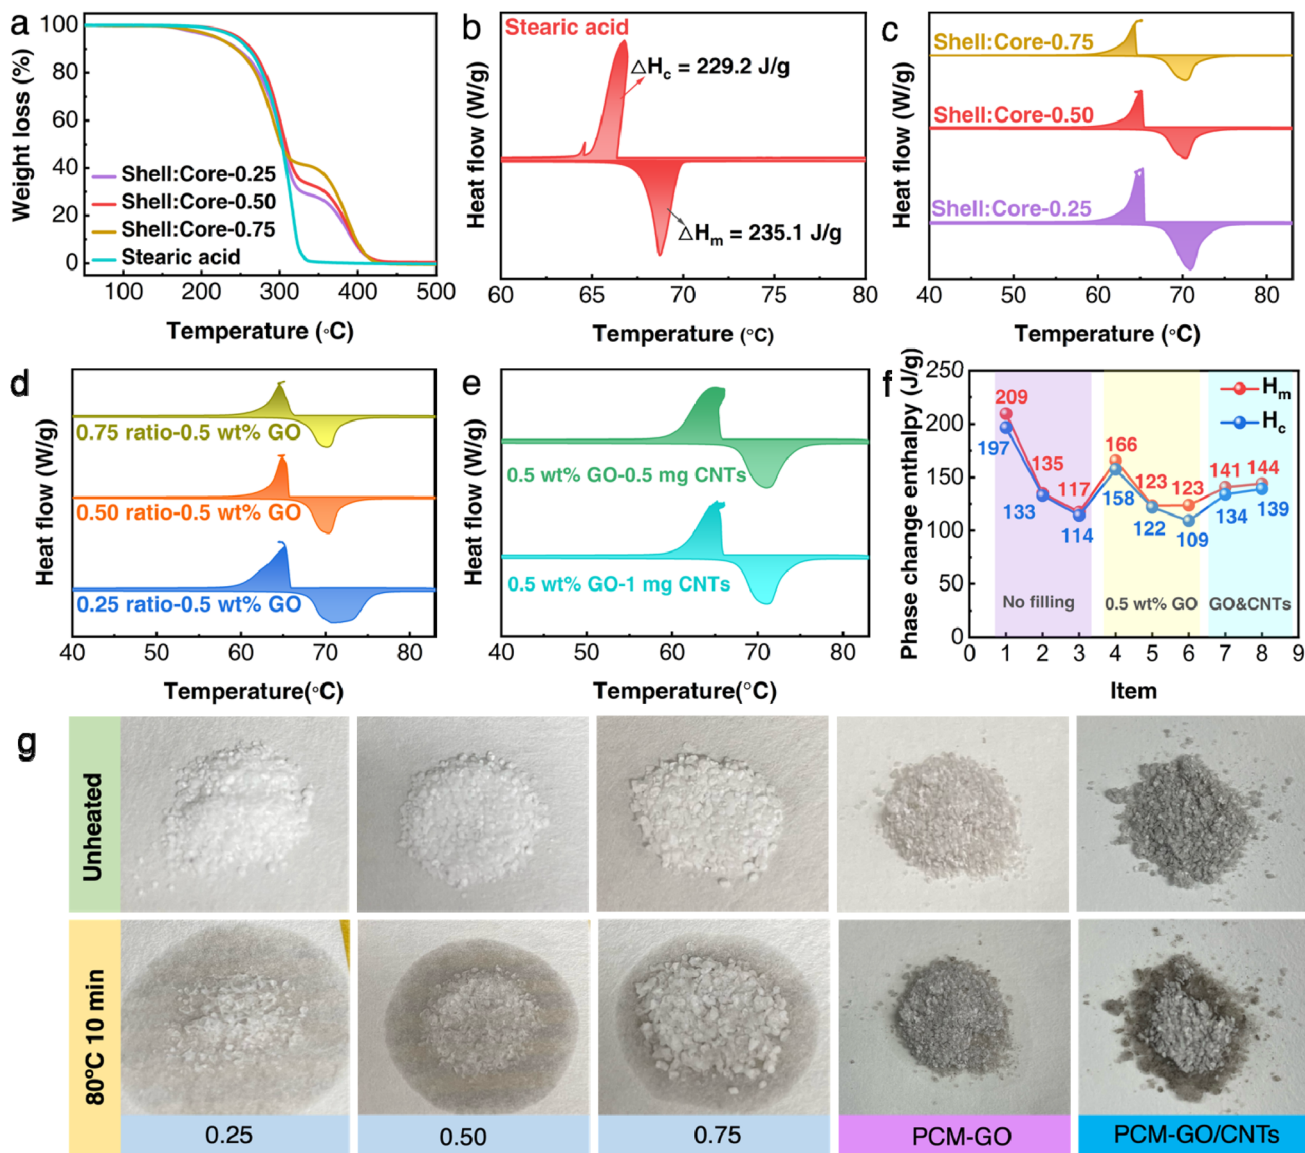 a
100
80
60
40
20
0
Weight loss (%)
Shell:Core-0.25
Shell:Core-0.50
Shell:Core-0.75
Stearic acid
100
200
300
400
500
Temperature (°C)
b
Stearic acid
△Hc = 229.2 J/g
△Hm = 235.1 J/g
Heat flow (W/g)
60
65
70
75
80
Temperature (°C)
c
Shell:Core-0.75
Shell:Core-0.50
Shell:Core-0.25
Heat flow (W/g)
40
50
60
70
80
Temperature (°C)
d
0.75 ratio-0.5 wt% GO
0.50 ratio-0.5 wt% GO
0.25 ratio-0.5 wt% GO
Heat flow (W/g)
40
50
60
70
80
Temperature(°C)
e
0.5 wt% GO-0.5 mg CNTs
0.5 wt% GO-1 mg CNTs
Heat flow (W/g)
40
50
60
70
80
Temperature(°C)
f
250
200
150
100
50
0
Phase change enthalpy (J/g)
Hm
Hc
209
197
135
133
117
114
166
158
123
122
123
109
141
134
144
139
No filling
0.5 wt% GO
GO&CNTs
0
1
2
3
4
5
6
7
8
9
Item
g
Unheated
80°C 10 min
0.25
0.50
0.75
PCM-GO
PCM-GO/CNTs